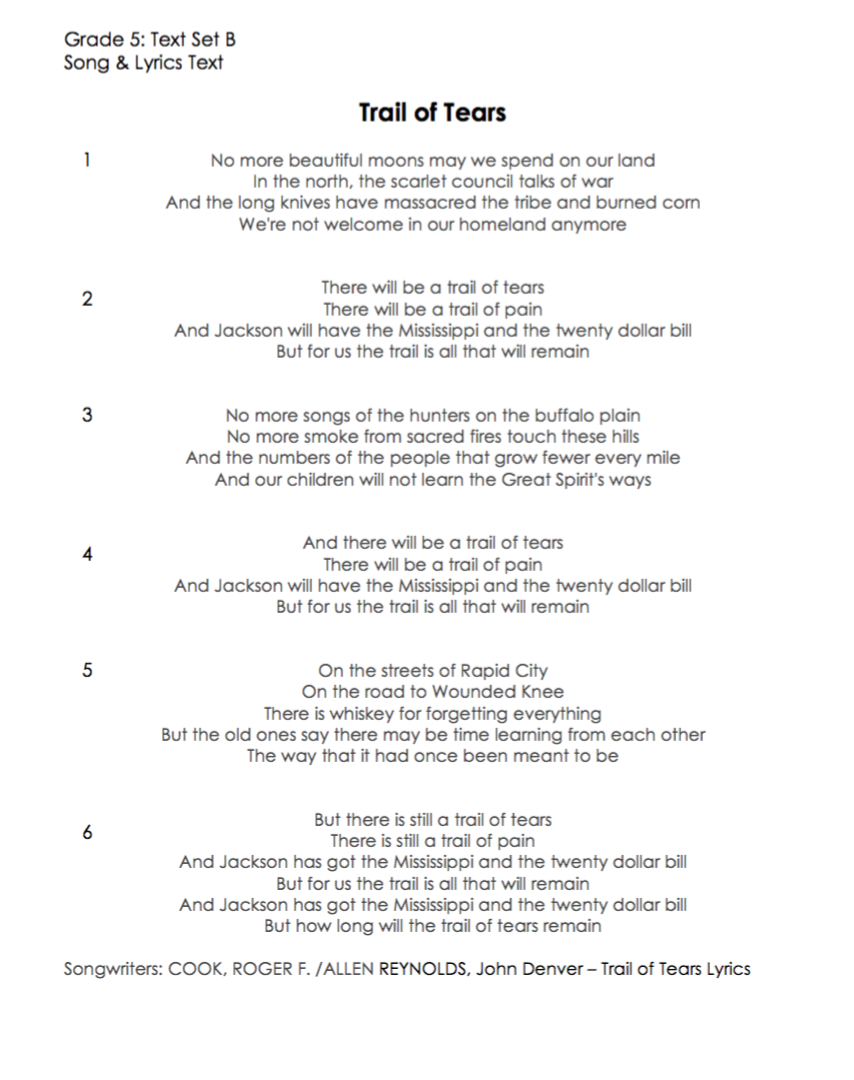 Grade 5: Text Set B
Song & Lyrics Text
Trail of Tears
1
No more beautiful moons may we spend on our land
In the north, the scarlet council talks of war
And the long knives have massacred the tribe and burned corn
We're not welcome in our homeland anymore
2
There will be a trail of tears
There will be a trail of pain
And Jackson will have the Mississippi and the twenty dollar bill
But for us the trail is all that will remain
3
No more songs of the hunters on the buffalo plain
No more smoke from sacred fires touch these hills
And the numbers of the people that grow fewer every mile
And our children will not learn the Great Spirit's ways
4
And there will be a trail of tears
There will be a trail of pain
And Jackson will have the Mississippi and the twenty dollar bill
But for us the trail is all that will remain
5
On the streets of Rapid City
On the road to Wounded Knee
There is whiskey for forgetting everything
But the old ones say there may be time learning from each other
The way that it had once been meant to be
6
But there is still a trail of tears
There is still a trail of pain
And Jackson has got the Mississippi and the twenty dollar bill
But for us the trail is all that will remain
And Jackson has got the Mississippi and the twenty dollar bill
But how long will the trail of tears remain
Songwriters: COOK, ROGER F. /ALLEN REYNOLDS, John Denver – Trail of Tears Lyrics